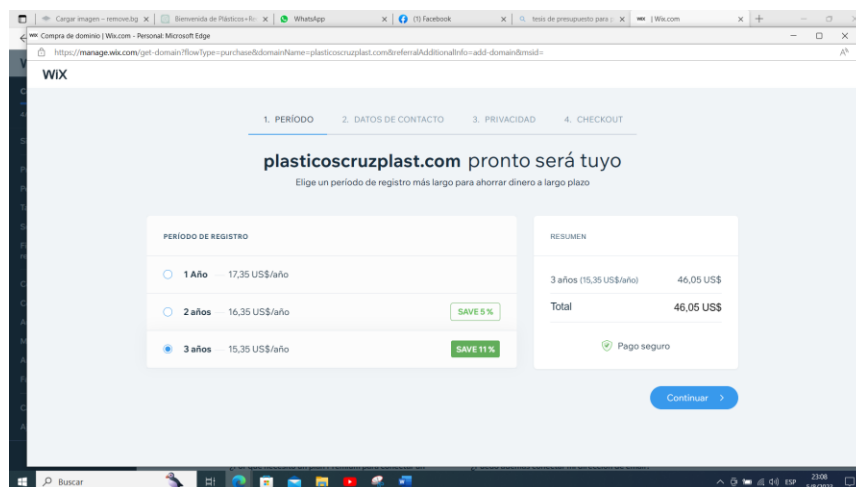 Cargar imagen – remove.bg
Bienvenida de Plásticos
WhatsApp
(1) Facebook
tesis de presupuesto para
Wix.com
WiX Compra de dominio | Wix.com - Personal: Microsoft Edge
https://manage.wix.com/get-domain?flowType=purchase&domainName=plasticoscruzplast.com&referralAdditionalInfo=add-domain&msid=
WiX
1. PERÍODO 2. DATOS DE CONTACTO 3. PRIVACIDAD 4. CHECKOUT
plasticoscruzplast.com pronto será tuyo
Elige un período de registro más largo para ahorrar dinero a largo plazo
PERÍODO DE REGISTRO
1 Año 17,35 US$/año
2 años 16,35 US$/año SAVE 5 %
3 años 15,35 US$/año SAVE 11 %
RESUMEN
3 años (15,35 US$/año) 46,05 US$
Total 46,05 US$
Pago seguro
Continuar
Buscar
ESP
23:08